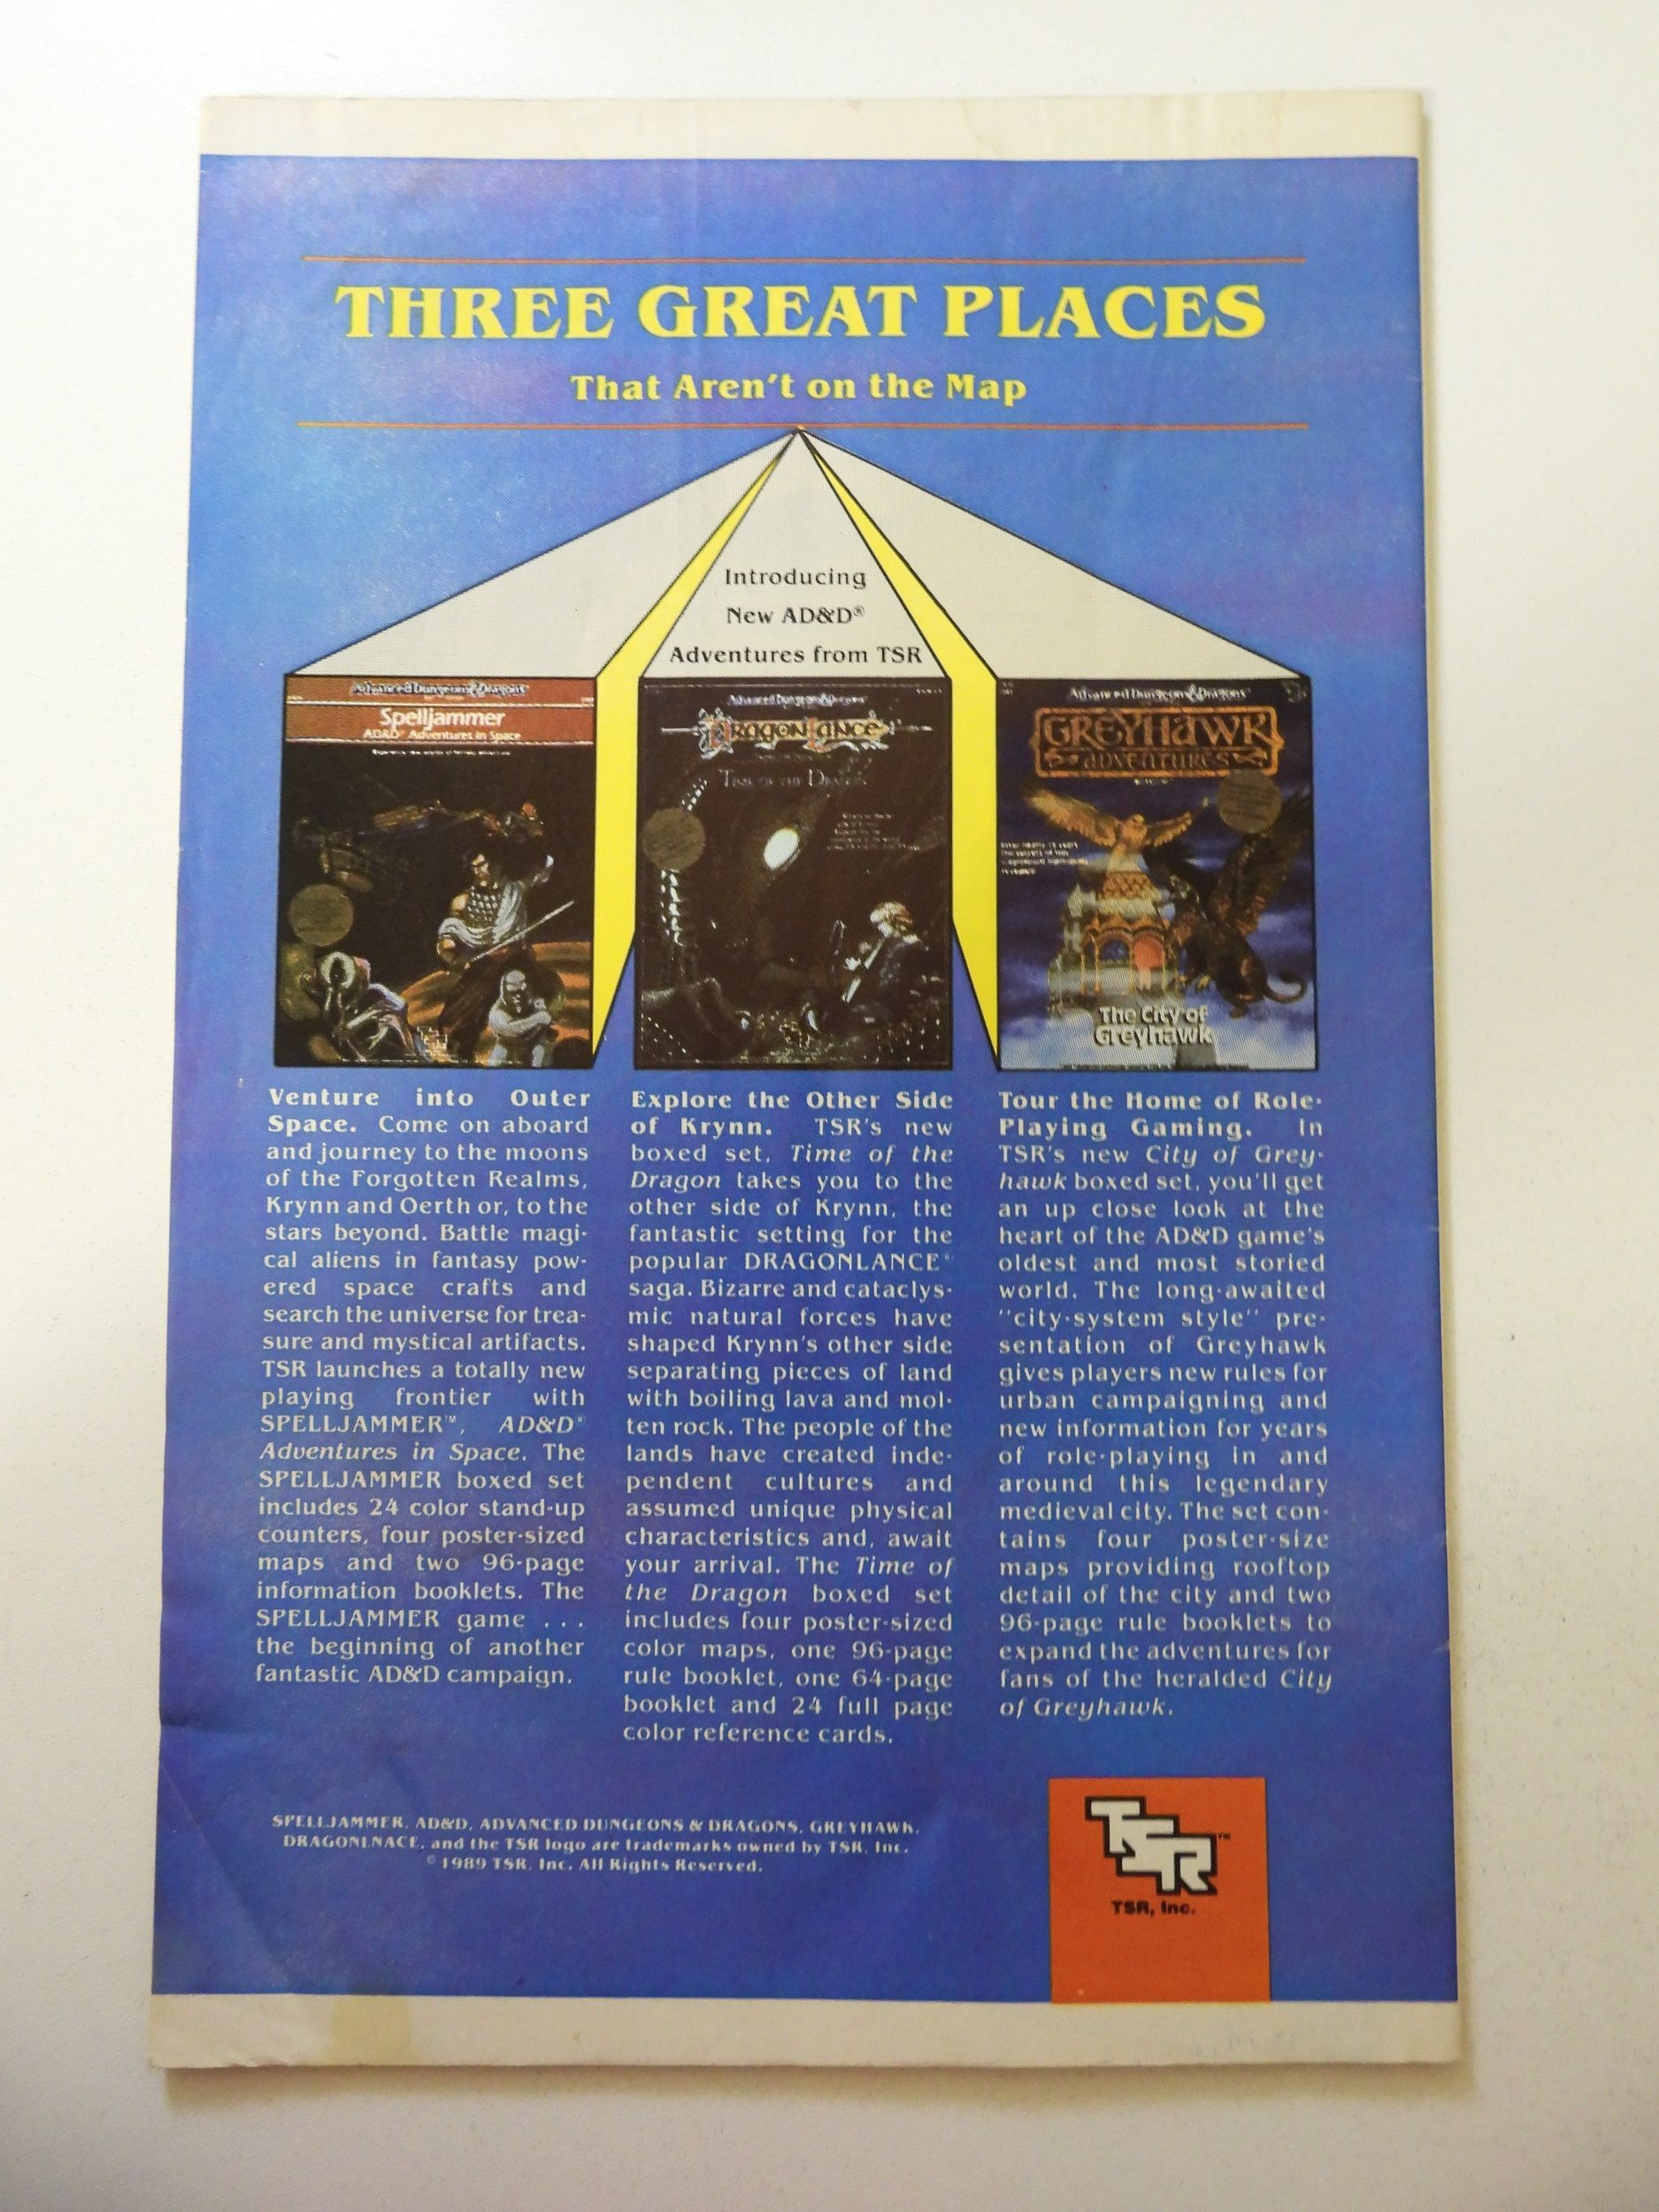 THREE GREAT PLACES
That Aren't on the Map
Introducing
New AD&D®
Adventures from TSR
Advanced Dungeons & Dragons
Spelljammer
AD&D® Adventures in Space
Advanced Dungeons & Dragons
DRAGONLANCE
Time of the Dragon
Advanced Dungeons & Dragons
GREYHAWK
ADVENTURES
The City of
Greyhawk
Venture into Outer
Space. Come on aboard
and journey to the moons
of the Forgotten Realms,
Krynn and Oerth or, to the
stars beyond. Battle magi-
cal aliens in fantasy pow-
ered space crafts and
search the universe for trea-
sure and mystical artifacts.
TSR launches a totally new
playing frontier with
SPELLJAMMER™, AD&D®
Adventures in Space. The
SPELLJAMMER boxed set
includes 24 color stand-up
counters, four poster-sized
maps and two 96-page
information booklets. The
SPELLJAMMER game . . .
the beginning of another
fantastic AD&D campaign.
Explore the Other Side
of Krynn. TSR's new
boxed set, Time of the
Dragon takes you to the
other side of Krynn, the
fantastic setting for the
popular DRAGONLANCE®
saga. Bizarre and cataclys-
mic natural forces have
shaped Krynn's other side
separating pieces of land
with boiling lava and mol-
ten rock. The people of the
lands have created inde-
pendent cultures and
assumed unique physical
characteristics and, await
your arrival. The Time of
the Dragon boxed set
includes four poster-sized
color maps, one 96-page
rule booklet, one 64-page
booklet and 24 full page
color reference cards.
Tour the Home of Role-
Playing Gaming. In
TSR's new City of Grey-
hawk boxed set, you'll get
an up close look at the
heart of the AD&D game's
oldest and most storied
world. The long-awaited
"city-system style" pre-
sentation of Greyhawk
gives players new rules for
urban campaigning and
new information for years
of role-playing in and
around this legendary
medieval city. The set con-
tains four poster-size
maps providing rooftop
detail of the city and two
96-page rule booklets to
expand the adventures for
fans of the heralded City
of Greyhawk.
SPELLJAMMER, AD&D, ADVANCED DUNGEONS & DRAGONS, GREYHAWK,
DRAGONLNACE, and the TSR logo are trademarks owned by TSR, Inc.
© 1989 TSR, Inc. All Rights Reserved.
TSR™
TSR, Inc.